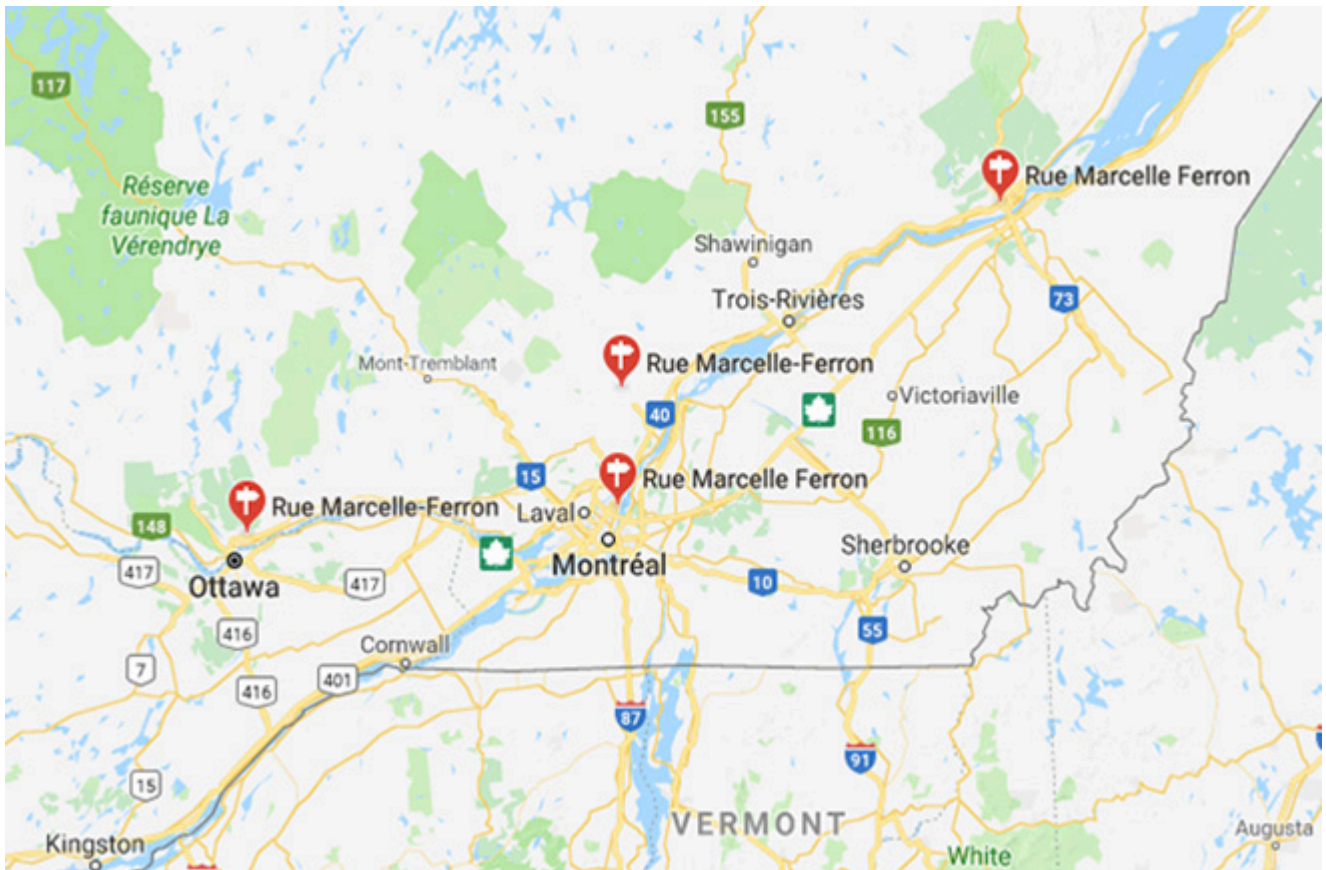 117
155
Réserve
faunique La
Vérendrye
Rue Marcelle Ferron
Shawinigan
73
Trois-Rivières
Mont-Tremblant
Rue Marcelle-Ferron
40
Victoriaville
116
15
Rue Marcelle Ferron
Rue Marcelle-Ferron
Laval
148
Sherbrooke
417
Ottawa
417
Montréal
10
416
55
Cornwall
7
416
401
87
91
15
VERMONT
Kingston
White
Augusta